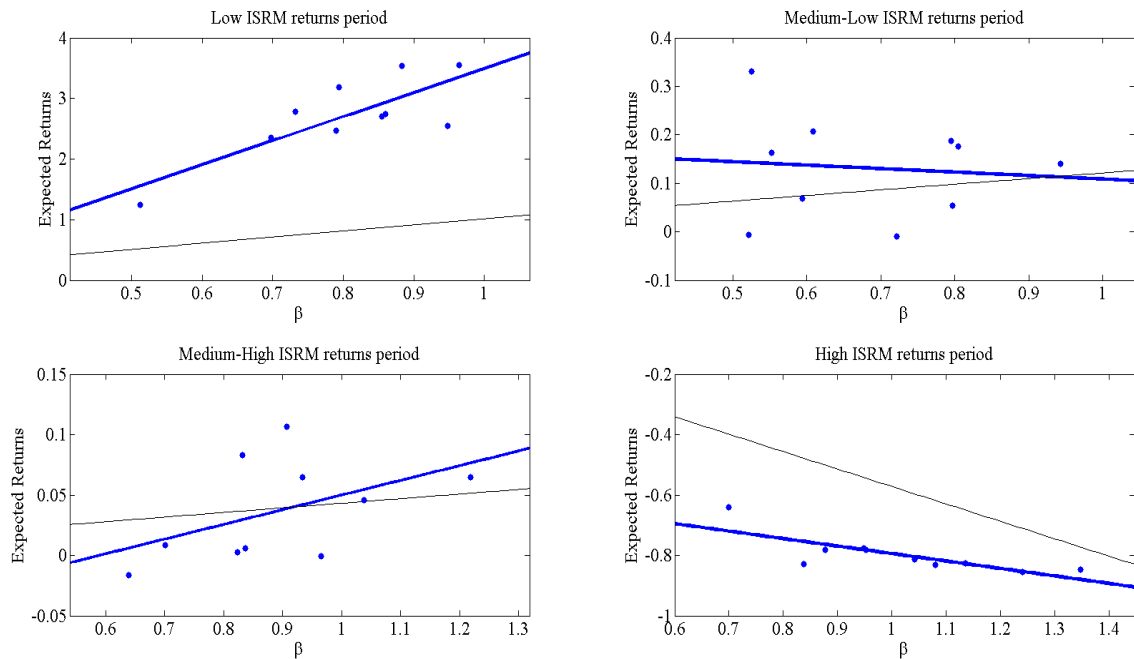 Low ISRM returns period
Expected Returns
4
3
2
1
0
0.5 0.6 0.7 0.8 0.9 1
β
Medium-Low ISRM returns period
Expected Returns
0.4
0.3
0.2
0.1
0
-0.1
0.5 0.6 0.7 0.8 0.9 1
β
Medium-High ISRM returns period
Expected Returns
0.15
0.1
0.05
0
-0.05
0.6 0.7 0.8 0.9 1 1.1 1.2 1.3
β
High ISRM returns period
Expected Returns
-0.2
-0.4
-0.6
-0.8
-1
0.6 0.7 0.8 0.9 1 1.1 1.2 1.3 1.4
β